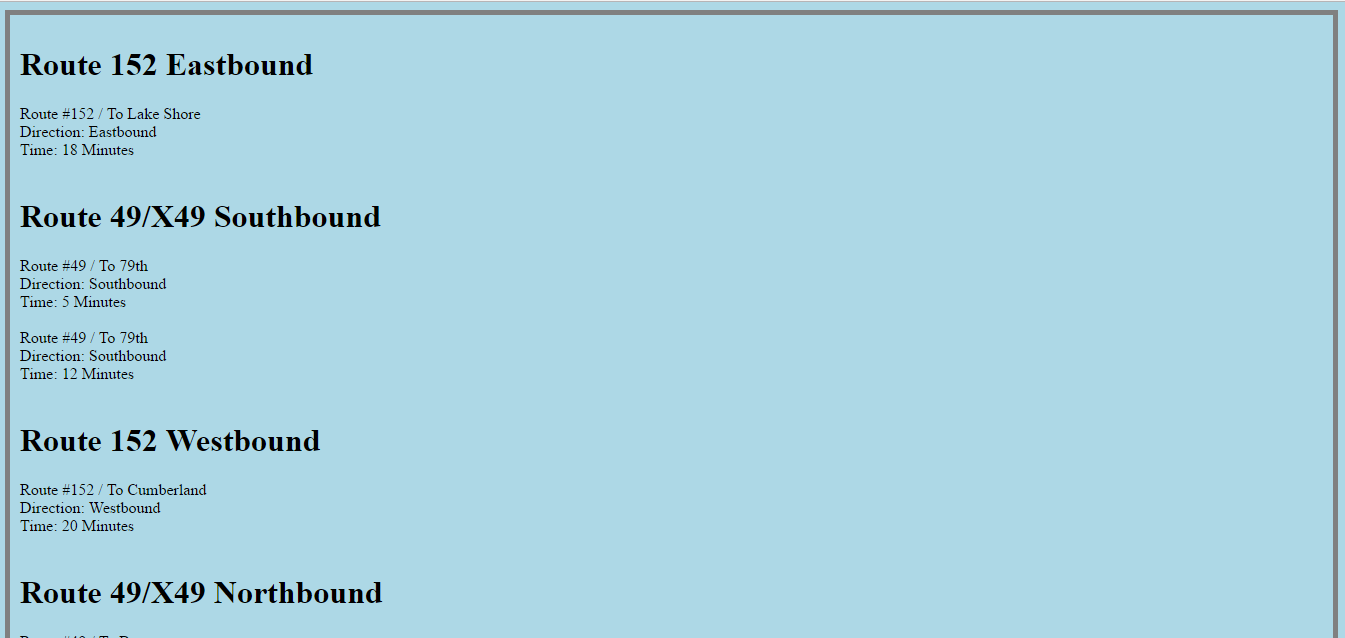 Route 152 Eastbound
Route #152 / To Lake Shore
Direction: Eastbound
Time: 18 Minutes
Route 49/X49 Southbound
Route #49 / To 79th
Direction: Southbound
Time: 5 Minutes
Route #49 / To 79th
Direction: Southbound
Time: 12 Minutes
Route 152 Westbound
Route #152 / To Cumberland
Direction: Westbound
Time: 20 Minutes
Route 49/X49 Northbound